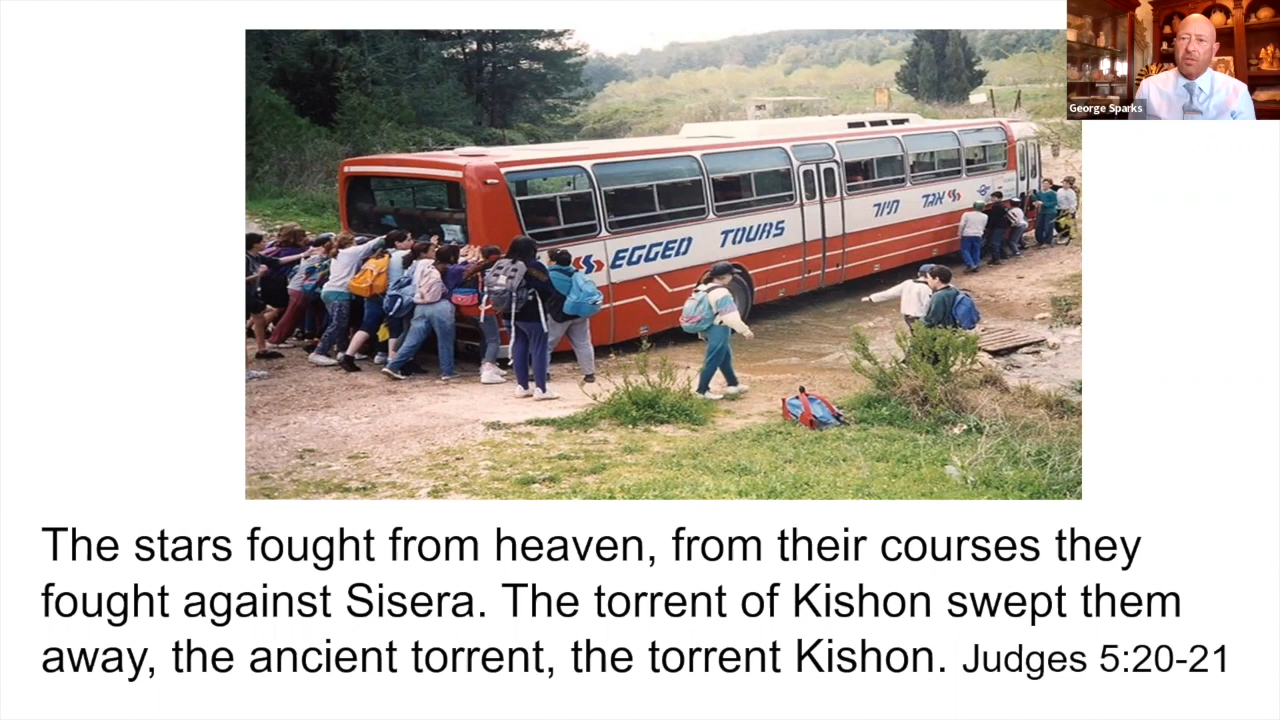 George Sparks
EGGED TOURS
אגד תיור
The stars fought from heaven, from their courses they
fought against Sisera. The torrent of Kishon swept them
away, the ancient torrent, the torrent Kishon. Judges 5:20-21